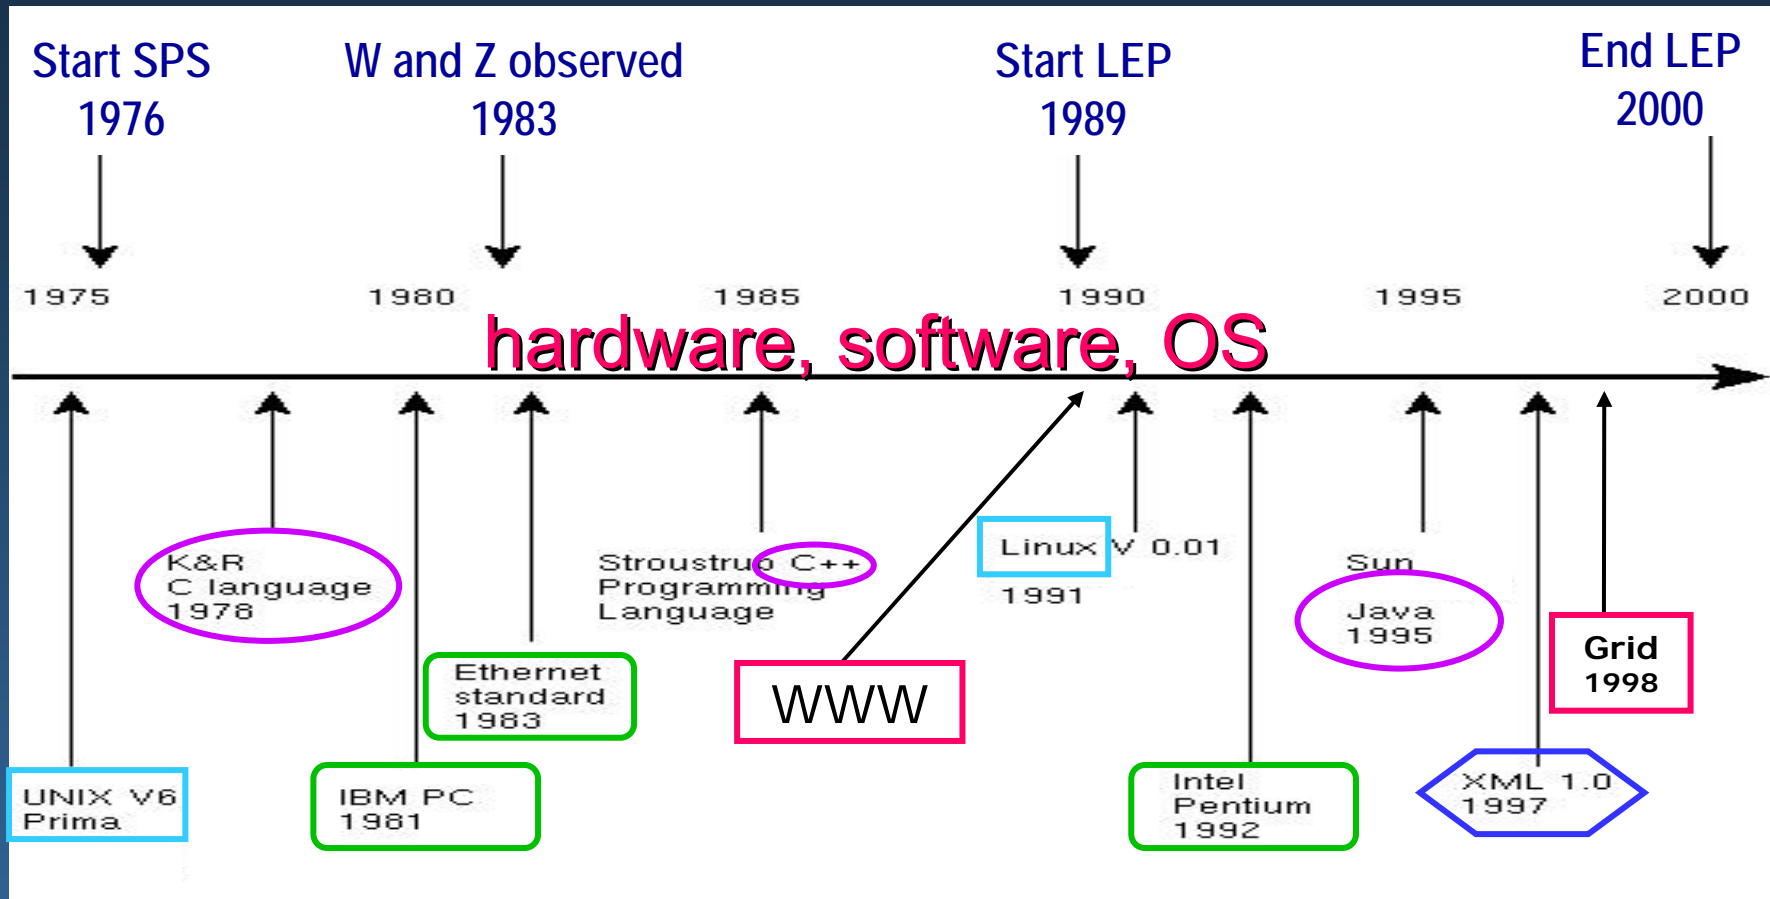 Start SPS
1976
W and Z observed
1983
Start LEP
1989
End LEP
2000
1975
1980
1985
1990
1995
2000
hardware, software, OS
K&R
C language
1978
Stroustrup C++
Programming
Language
Linux V 0.01
1991
Sun
Java
1995
Grid
1998
Ethernet
standard
1983
WWW
UNIX V6
Prima
IBM PC
1981
Intel
Pentium
1992
XML 1.0
1997